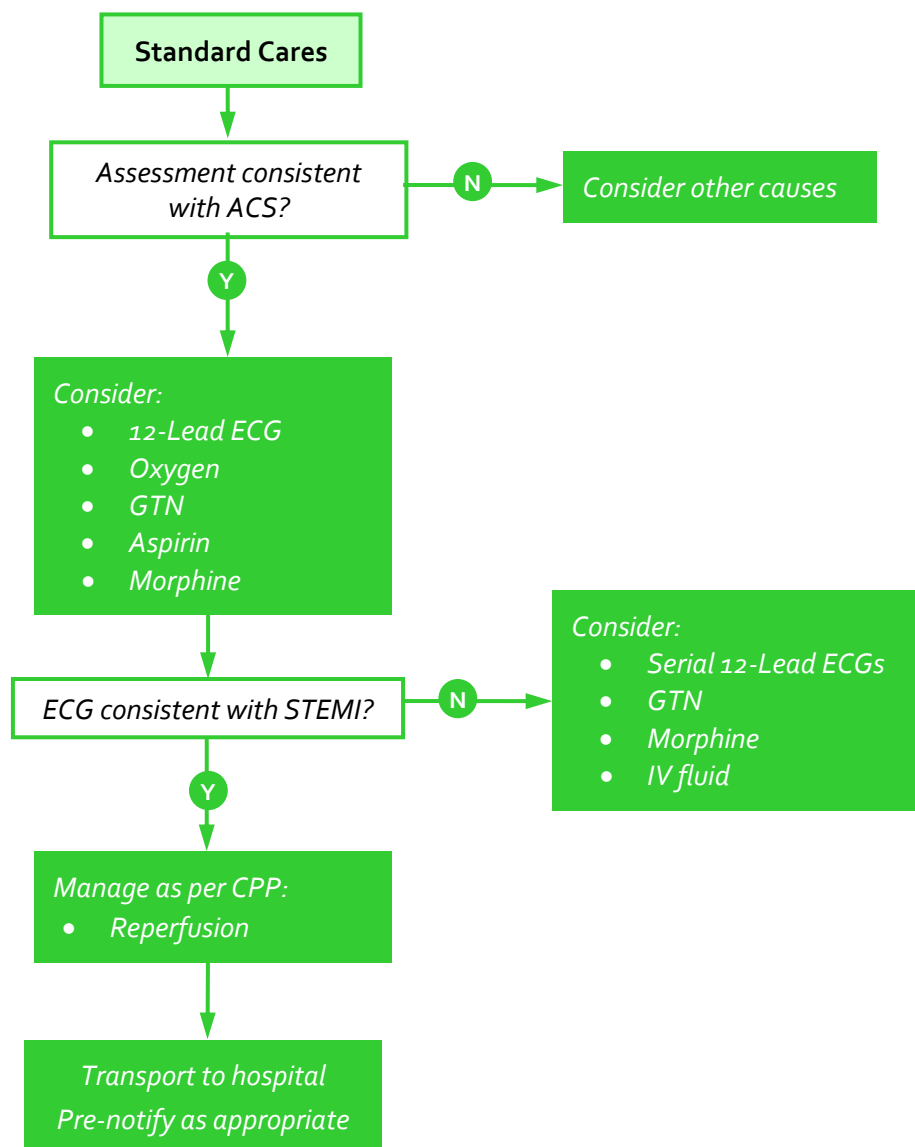 Standard Cares
Assessment consistent
with ACS?
N
Consider other causes
Y
Consider:
• 12-Lead ECG
• Oxygen
• GTN
• Aspirin
• Morphine
ECG consistent with STEMI?
N
Consider:
• Serial 12-Lead ECGs
• GTN
• Morphine
• IV fluid
Y
Manage as per CPP:
• Reperfusion
Transport to hospital
Pre-notify as appropriate